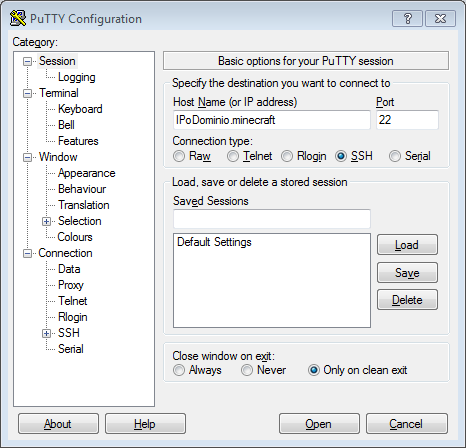 PuTTY Configuration
Category:
Session
Logging
Terminal
Keyboard
Bell
Features
Window
Appearance
Behaviour
Translation
Selection
Colours
Connection
Data
Proxy
Telnet
Rlogin
SSH
Serial
Basic options for your PuTTY session
Specify the destination you want to connect to
Host Name (or IP address) Port
IPoDominio.minecraft 22
Connection type:
Raw Telnet Rlogin SSH Serial
Load, save or delete a stored session
Saved Sessions
Default Settings
Load
Save
Delete
Close window on exit:
Always Never Only on clean exit
About Help Open Cancel